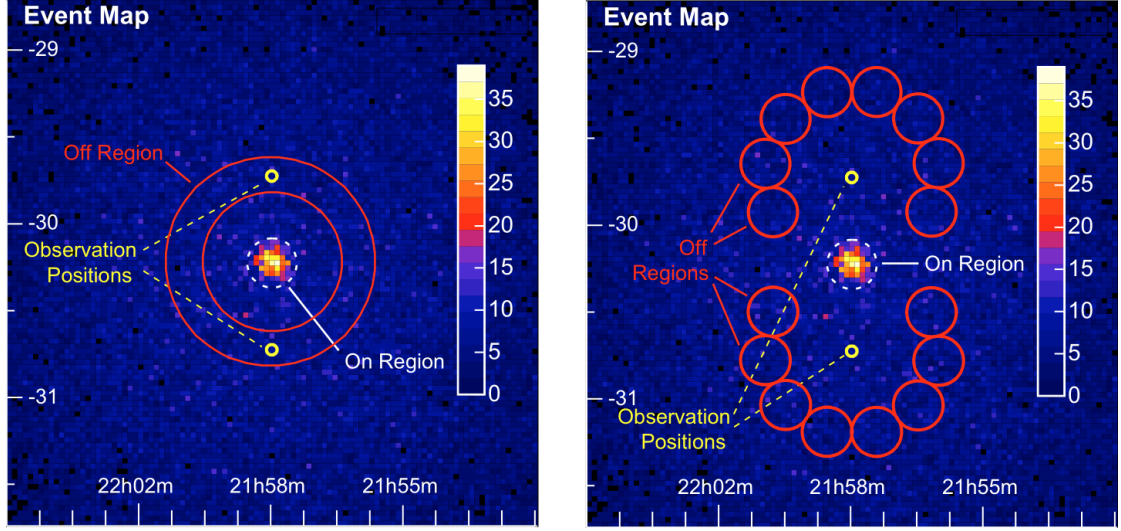 Event Map
-29
Off Region
-30
Observation
Positions
-31
On Region
35
30
25
20
15
10
5
0
22h02m 21h58m 21h55m
Event Map
-29
-30
Off
Regions
On Region
-31
Observation
Positions
35
30
25
20
15
10
5
0
22h02m 21h58m 21h55m